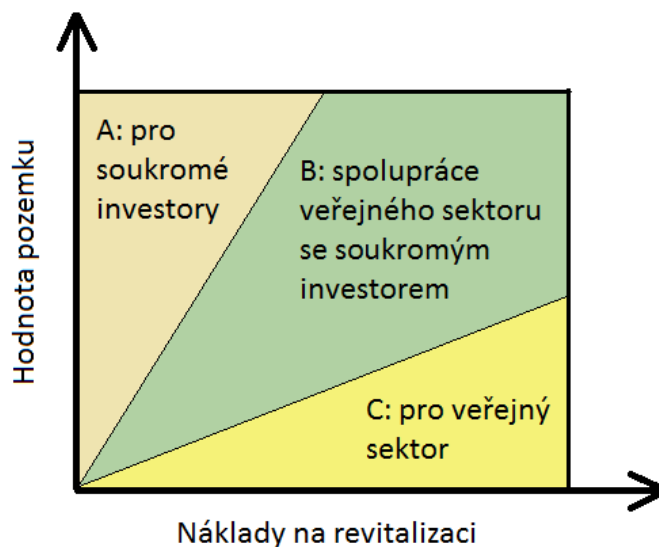 Hodnota pozemku
A: pro
soukromé
investory
B: spolupráce
veřejného sektoru
se soukromým
investorem
C: pro veřejný
sektor
Náklady na revitalizaci